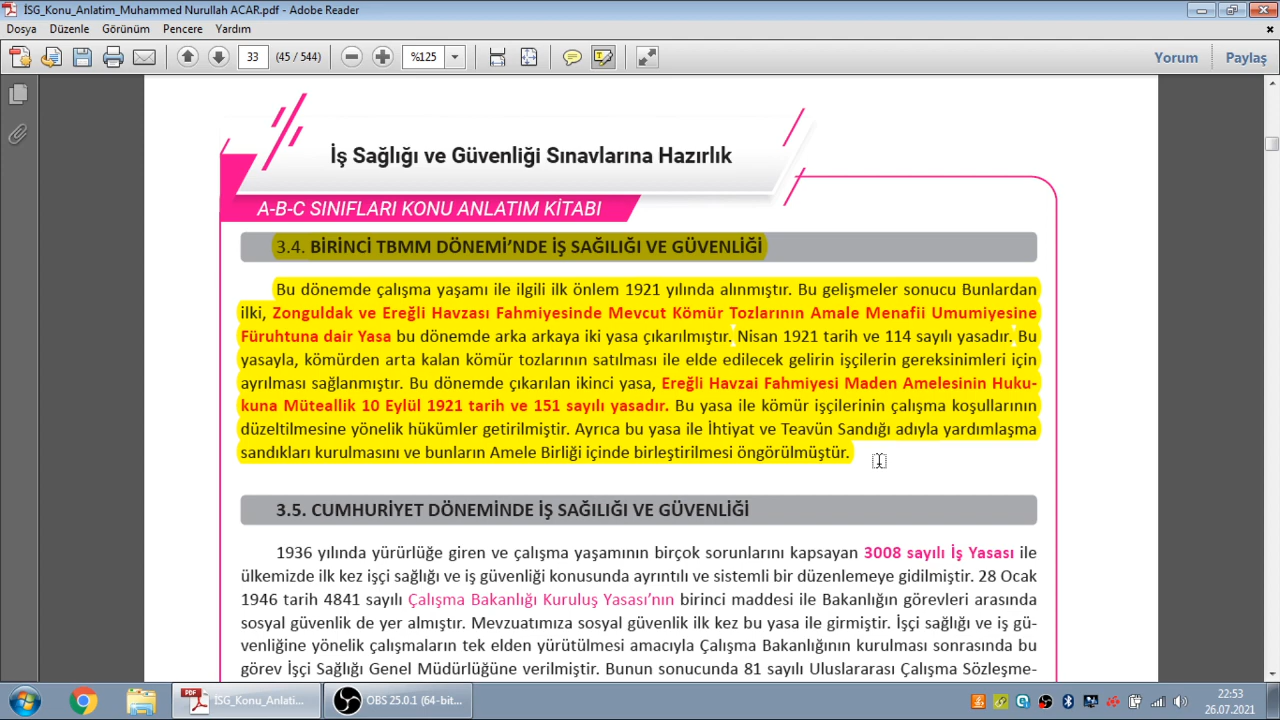 İSG_Konu_Anlatim_Muhammed Nurullah ACAR.pdf - Adobe Reader
Dosya Düzenle Görünüm Pencere Yardım
33 (45 / 544) %125 Yorum Paylaş
İş Sağlığı ve Güvenliği Sınavlarına Hazırlık
A-B-C SINIFLARI KONU ANLATIM KİTABI
3.4. BİRİNCİ TBMM DÖNEMİ'NDE İŞ SAĞILIĞI VE GÜVENLİĞİ
Bu dönemde çalışma yaşamı ile ilgili ilk önlem 1921 yılında alınmıştır. Bu gelişmeler sonucu Bunlardan
ilki, Zonguldak ve Ereğli Havzası Fahmiyesinde Mevcut Kömür Tozlarının Amale Menafii Umumiyesine
Füruhtuna dair Yasa bu dönemde arka arkaya iki yasa çıkarılmıştır. Nisan 1921 tarih ve 114 sayılı yasadır. Bu
yasayla, kömürden arta kalan kömür tozlarının satılması ile elde edilecek gelirin işçilerin gereksinimleri için
ayrılması sağlanmıştır. Bu dönemde çıkarılan ikinci yasa, Ereğli Havzai Fahmiyesi Maden Amelesinin Huku-
kuna Müteallik 10 Eylül 1921 tarih ve 151 sayılı yasadır. Bu yasa ile kömür işçilerinin çalışma koşullarının
düzeltilmesine yönelik hükümler getirilmiştir. Ayrıca bu yasa ile İhtiyat ve Teavün Sandığı adıyla yardımlaşma
sandıkları kurulmasını ve bunların Amele Birliği içinde birleştirilmesi öngörülmüştür.
3.5. CUMHURİYET DÖNEMİNDE İŞ SAĞALIĞI VE GÜVENLİĞİ
1936 yılında yürürlüğe giren ve çalışma yaşamının birçok sorunlarını kapsayan 3008 sayılı İş Yasası ile
ülkemizde ilk kez işçi sağlığı ve iş güvenliği konusunda ayrıntılı ve sistemli bir düzenlemeye gidilmiştir. 28 Ocak
1946 tarih 4841 sayılı Çalışma Bakanlığı Kuruluş Yasası'nın birinci maddesi ile Bakanlığın görevleri arasında
sosyal güvenlik de yer almıştır. Mevzuatımıza sosyal güvenlik ilk kez bu yasa ile girmiştir. İşçi sağlığı ve iş gü-
venliğine yönelik çalışmaların tek elden yürütülmesi amacıyla Çalışma Bakanlığının kurulması sonrasında bu
görev İşçi Sağlığı Genel Müdürlüğüne verilmiştir. Bunun sonucunda 81 sayılı Uluslararası Çalışma Sözleşme-
PDF İSG_Konu_Anlati... OBS 25.0.1 (64-bit... 22:53
26.07.2021